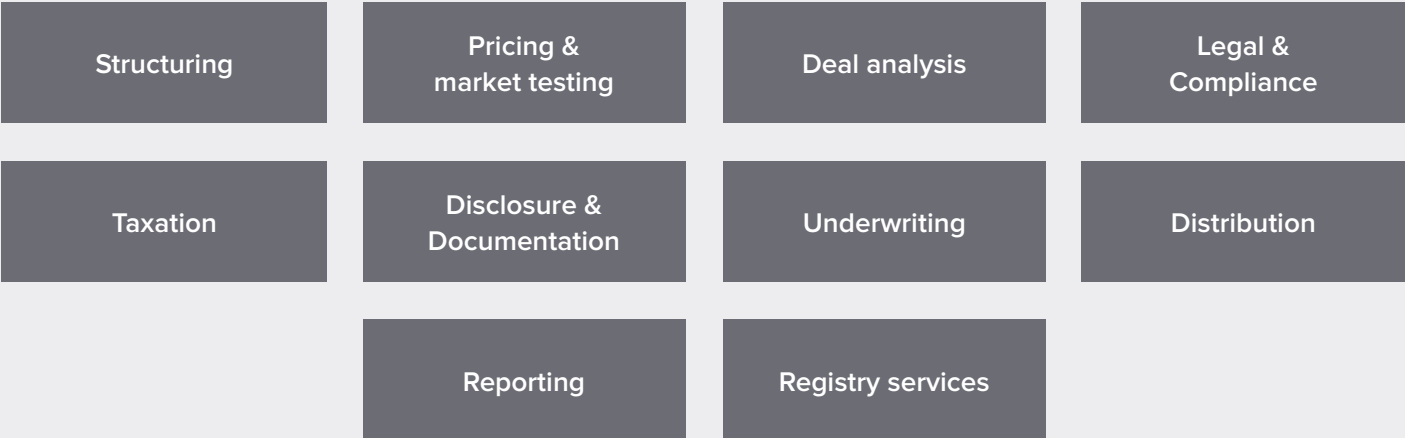 Structuring
Pricing &
market testing
Deal analysis
Legal &
Compliance
Taxation
Disclosure &
Documentation
Underwriting
Distribution
Reporting
Registry services